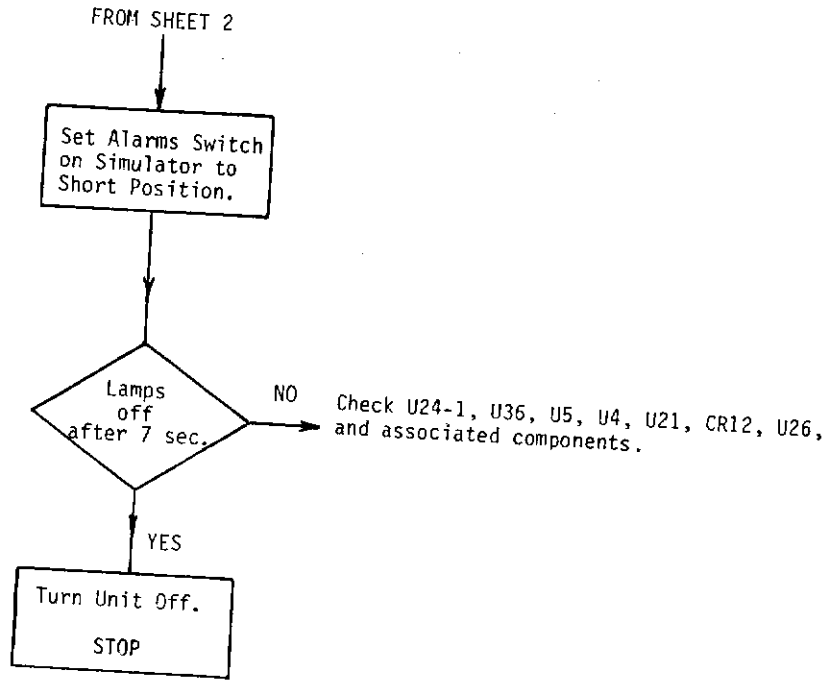 FROM SHEET 2
Set Alarms Switch
on Simulator to
Short Position.
Lamps
off
after 7 sec.
NO
Check U24-1, U36, U5, U4, U21, CR12, U26,
and associated components.
YES
Turn Unit Off.
STOP